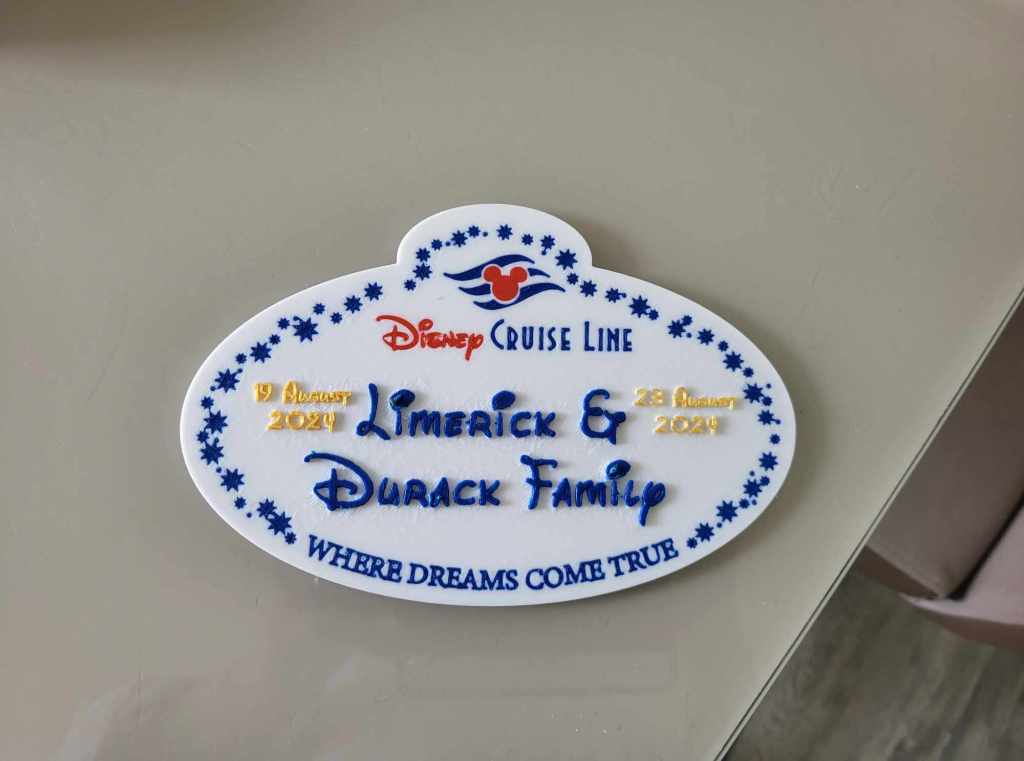 Disney CRUISE LINE
19 August
2024
LIMERICK &
23 August
2024
DURACK FAMILY
WHERE DREAMS COME TRUE